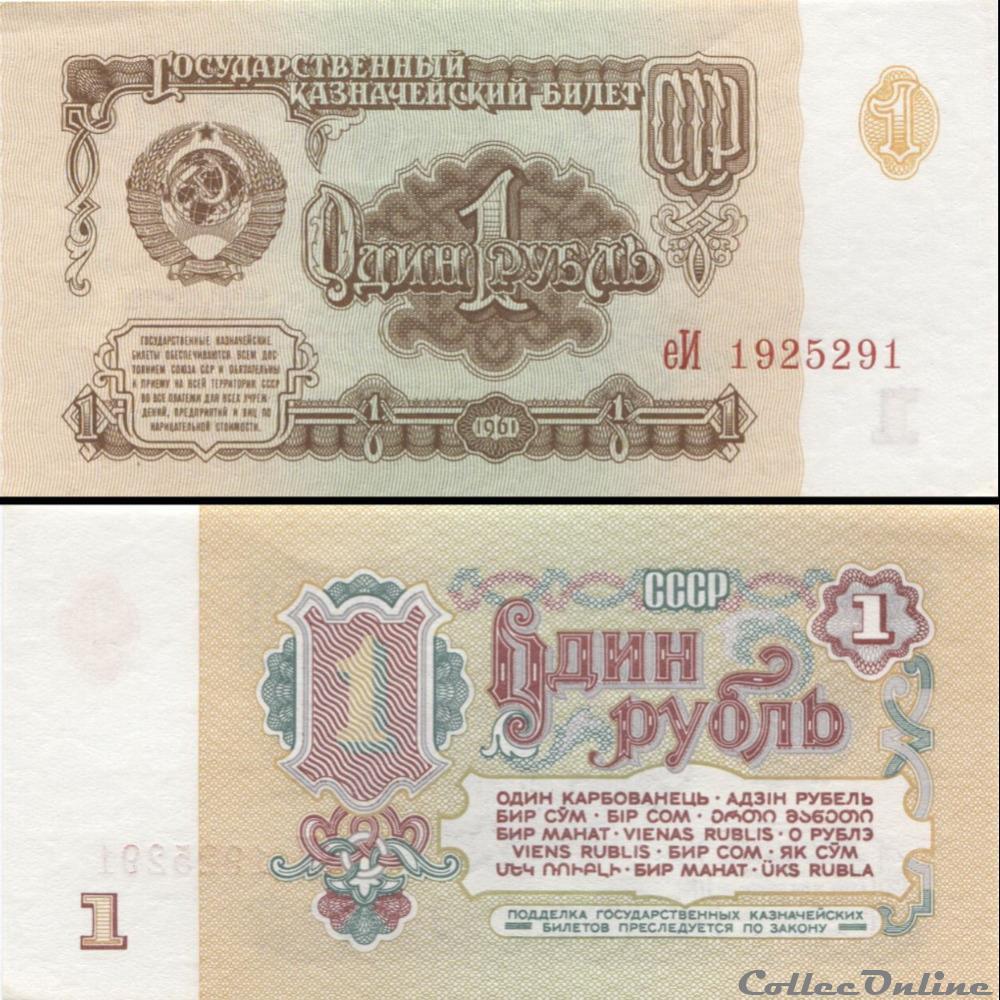 ГОСУДАРСТВЕННЫЙ
КАЗНАЧЕЙСКИЙ БИЛЕТ
СССР
1
1
ОДИН РУБЛЬ
еИ 1925291
ГОСУДАРСТВЕННЫЕ КАЗНАЧЕЙСКИЕ
БИЛЕТЫ ОБЕСПЕЧИВАЮТСЯ ВСЕМ ДОС-
ТОЯНИЕМ СОЮЗА ССР И ОБЯЗАТЕЛЬНЫ
К ПРИЕМУ НА ВСЕЙ ТЕРРИТОРИИ СССР
ВО ВСЕ ПЛАТЕЖИ ДЛЯ ВСЕХ УЧРЕЖ-
ДЕНИЙ, ПРЕДПРИЯТИЙ И ЛИЦ ПО
НАРИЦАТЕЛЬНОЙ СТОИМОСТИ.
1 1 1961 1 1
СССР
1
1
Один
рубль
ОДИН КАРБОВАНЕЦЬ · АДЗІН РУБЕЛЬ
БИР СЎМ · БІР СОМ · ერთი მანეთი
БИР МАНАТ · VIENAS RUBLIS · О РУБЛЭ
VIENS RUBLIS · БИР СОМ · ЯК СЎМ
ՄԵԿ ՌՈՒԲԼԻ · БИР МАНАТ · ÜKS RUBLA
ПОДДЕЛКА ГОСУДАРСТВЕННЫХ КАЗНАЧЕЙСКИХ
БИЛЕТОВ ПРЕСЛЕДУЕТСЯ ПО ЗАКОНУ
1
CollecOnline